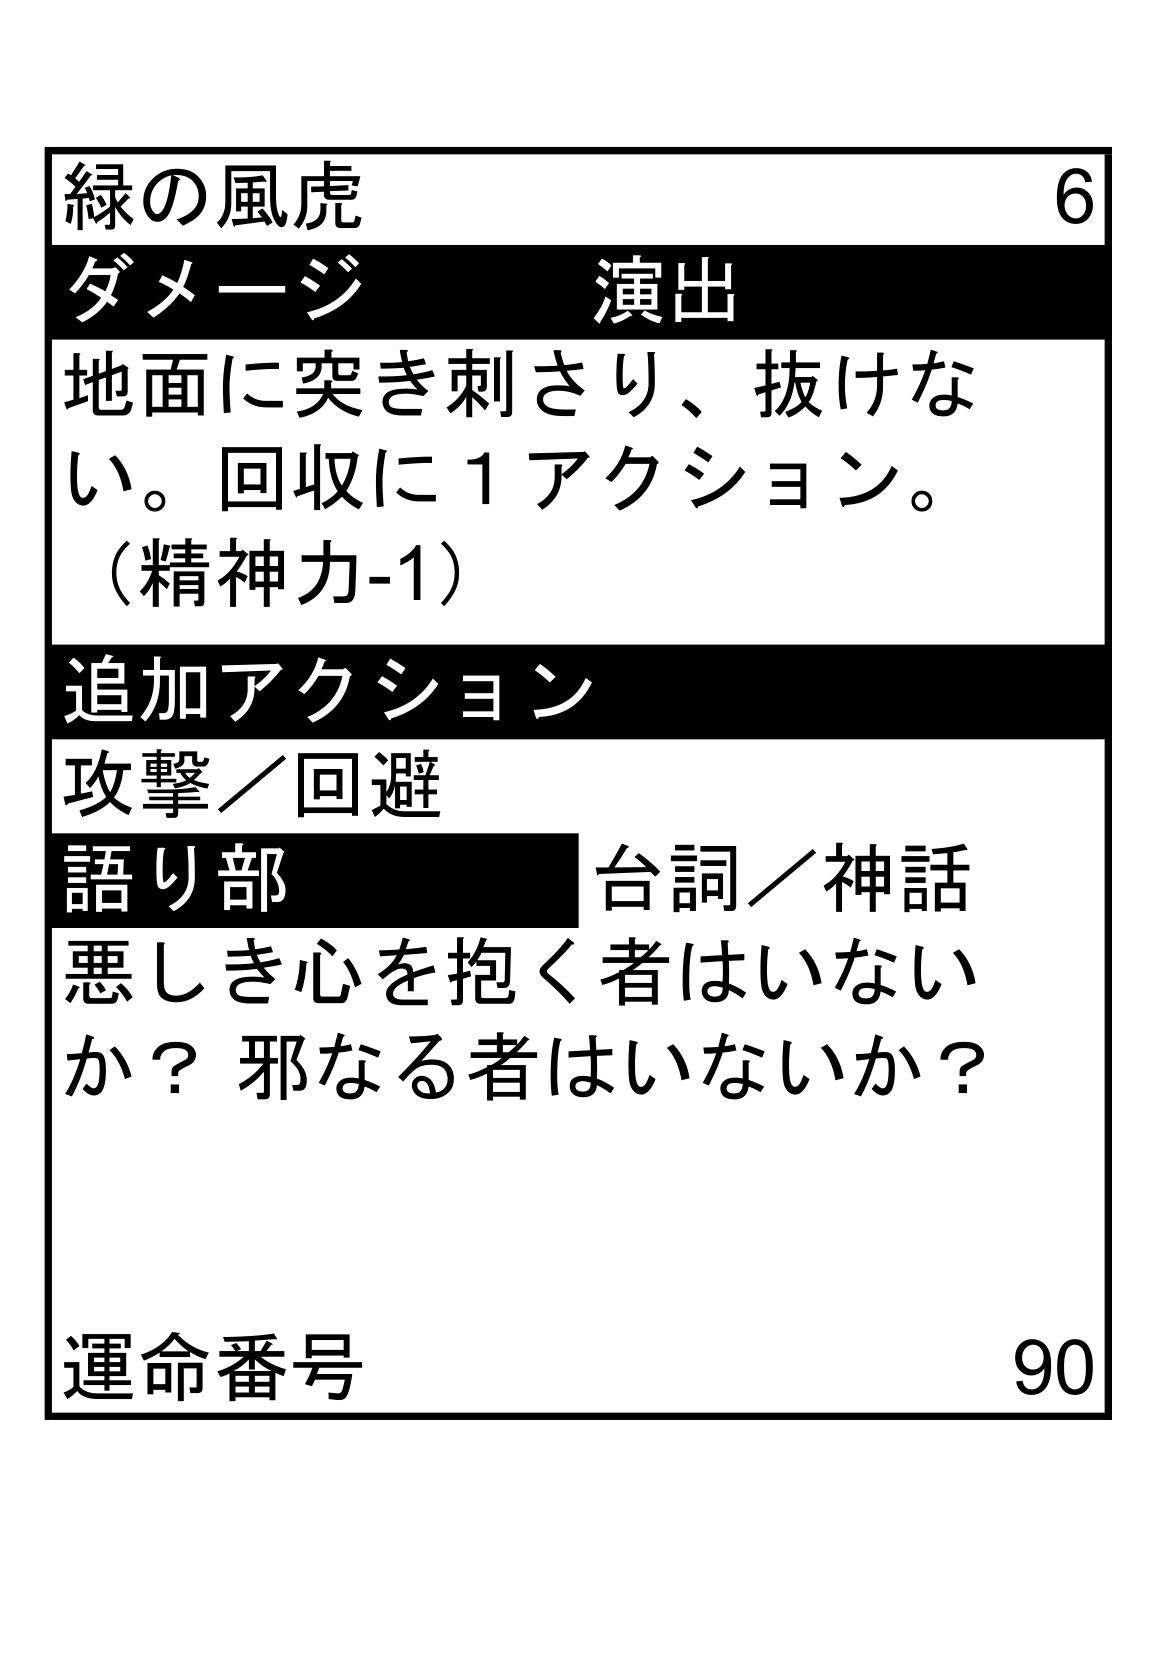 緑の風虎 6
ダメージ 演出
地面に突き刺さり、抜けな
い。回収に１アクション。
（精神力-1）
追加アクション
攻撃／回避
語り部 台詞／神話
悪しき心を抱く者はいない
か？ 邪なる者はいないか？
運命番号 90